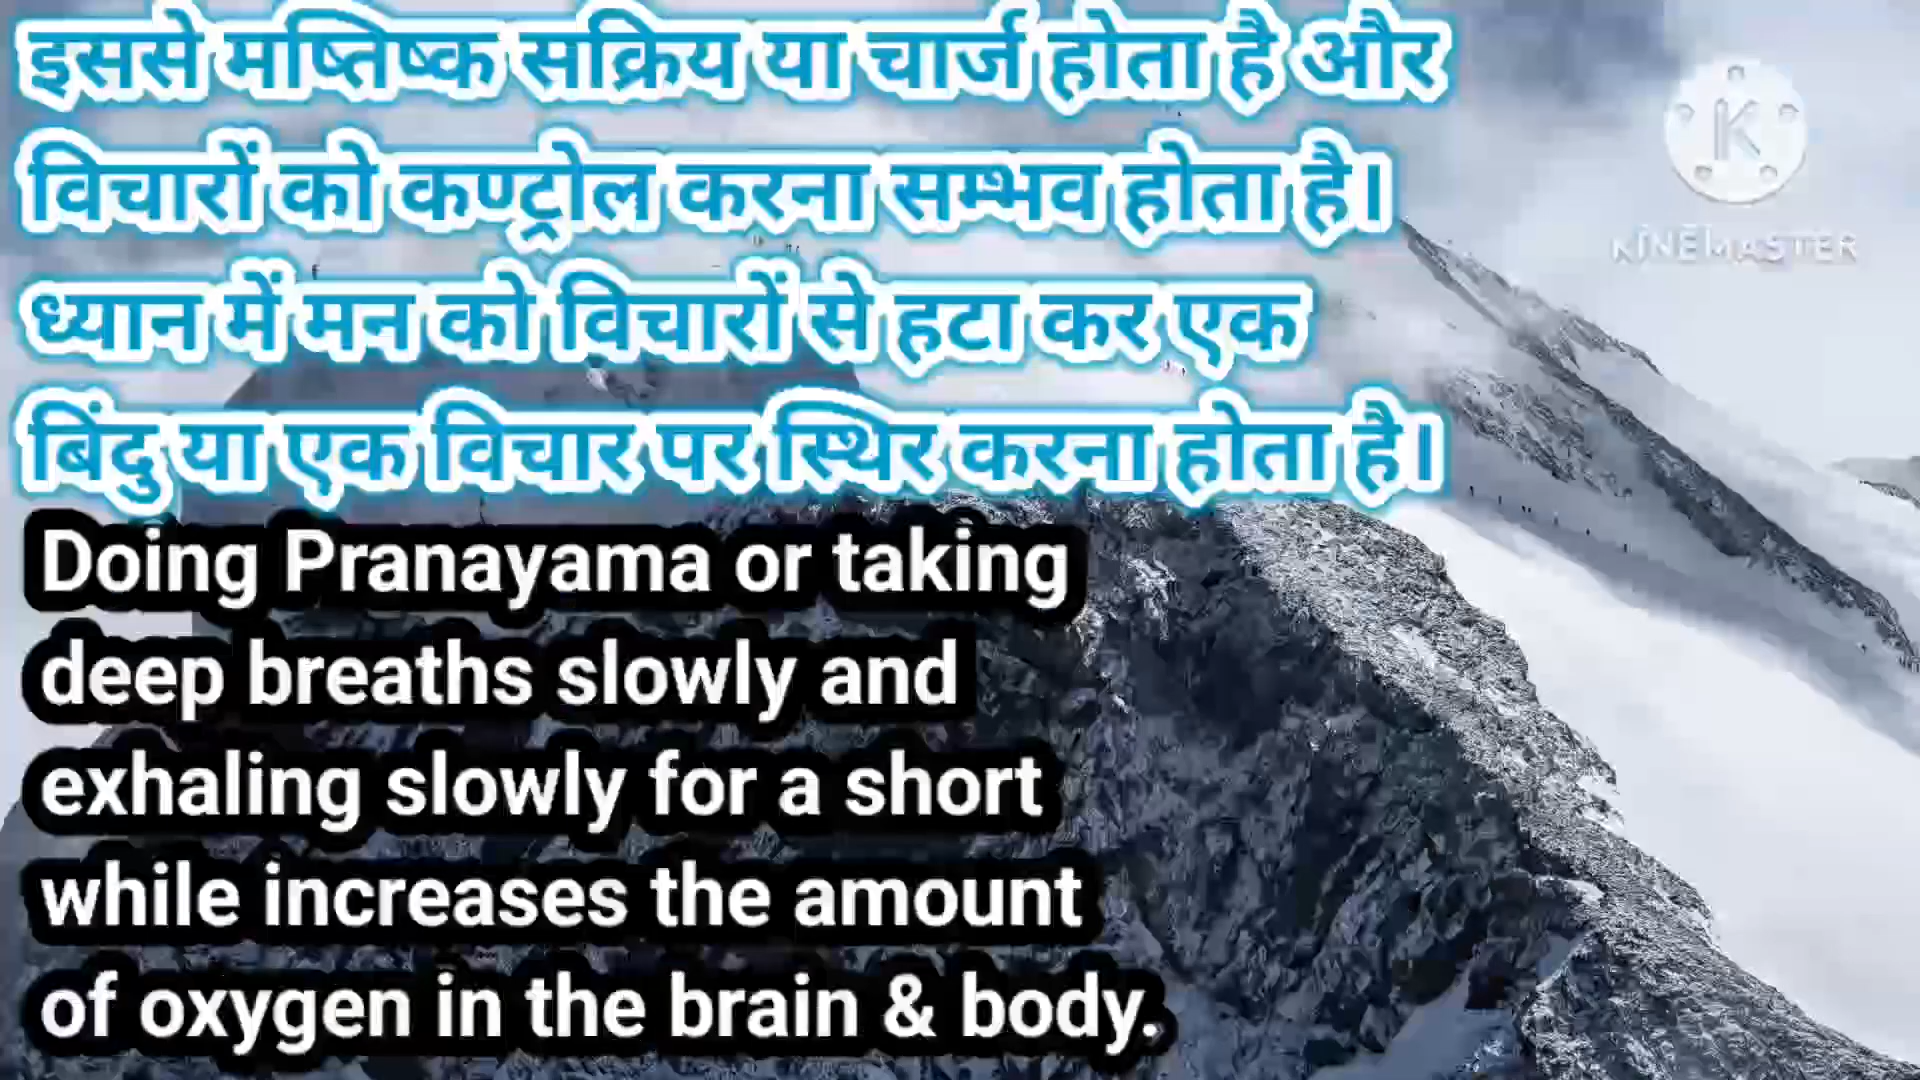 इससे मष्तिष्क सक्रिय या चार्ज होता है और
विचारों को कण्ट्रोल करना सम्भव होता है।
ध्यान में मन को विचारों से हटा कर एक
बिंदु या एक विचार पर स्थिर करना होता है।
Doing Pranayama or taking
deep breaths slowly and
exhaling slowly for a short
while increases the amount
of oxygen in the brain & body.
K
KINEMASTER